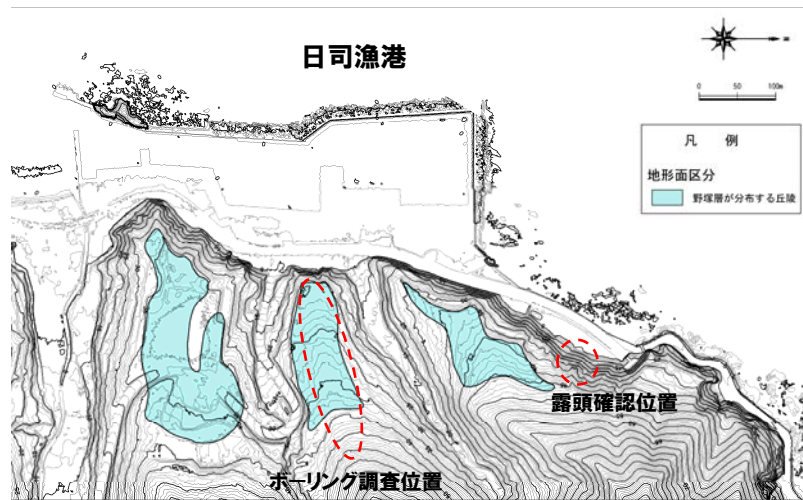 日司漁港
N
0 50 100m
凡 例
地形面区分
野塚層が分布する丘陵
露頭確認位置
ボーリング調査位置